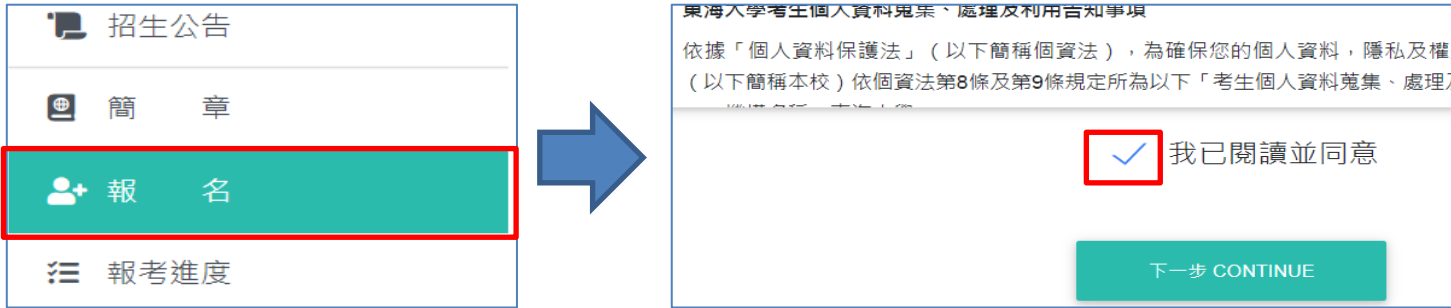 招生公告
簡 章
報 名
報考進度
東海大學考生個人資料蒐集、處理及利用告知事項
依據「個人資料保護法」（以下簡稱個資法），為確保您的個人資料，隱私及權
（以下簡稱本校）依個資法第8條及第9條規定所為以下「考生個人資料蒐集、處理及
我已閱讀並同意
下一步 CONTINUE